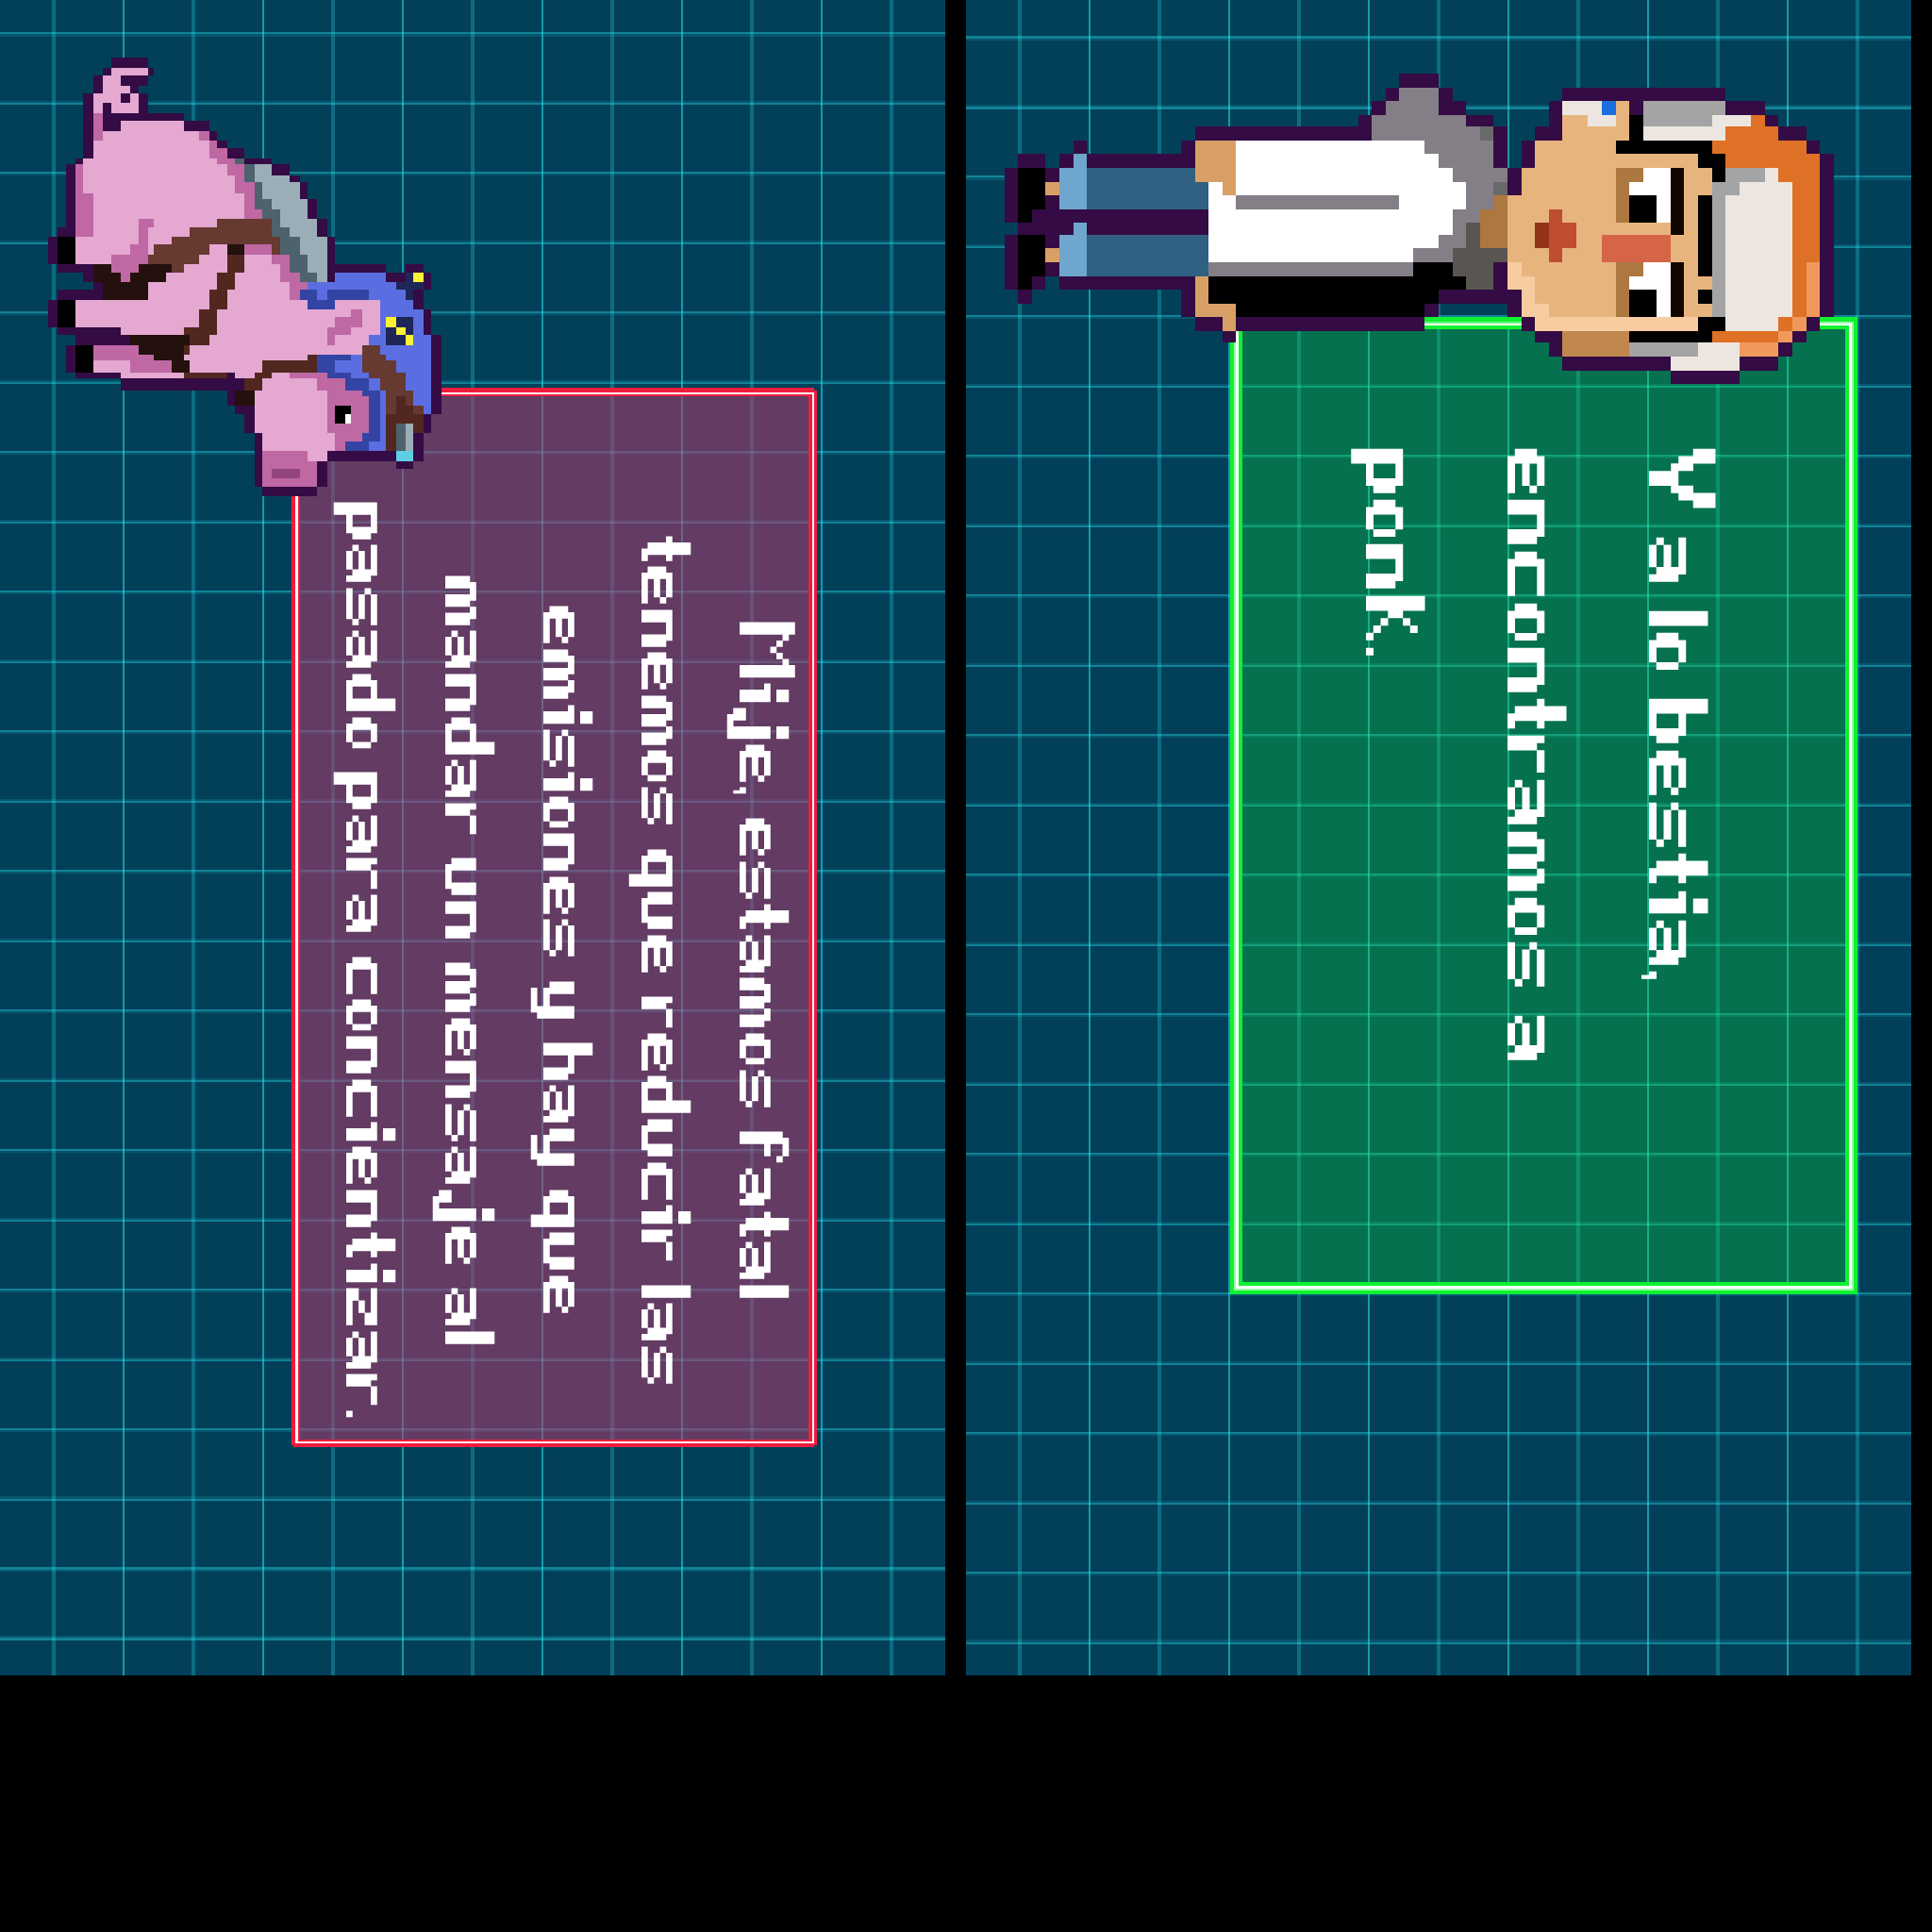 Mije, estamos fatal
tenemos que reducir las
emisiones y hay que
mandar un mensaje al
pasado para concientizar.
Y a lo bestia,
encontramos a
ponk.